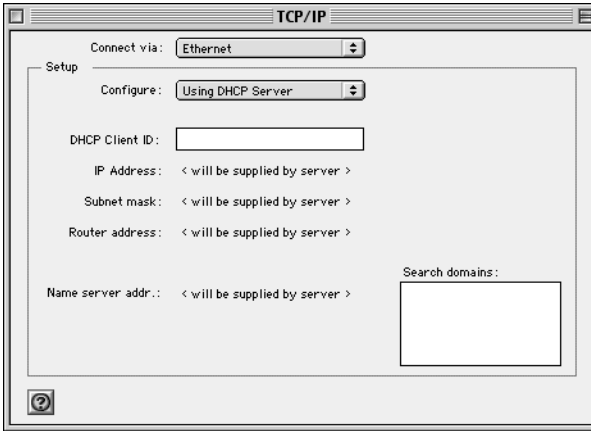 TCP/IP
Connect via: Ethernet
Setup
Configure: Using DHCP Server
DHCP Client ID:
IP Address: < will be supplied by server >
Subnet mask: < will be supplied by server >
Router address: < will be supplied by server >
Search domains:
Name server addr.: < will be supplied by server >
?